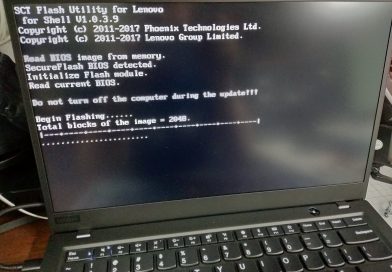 SCT Flash Utility for Lenovo
for Shell V1.0.3.9
Copyright (c) 2011-2017 Phoenix Technologies Ltd.
Copyright (c) 2011-2017 Lenovo Group Limited.
Read BIOS image from memory.
SecureFlash BIOS detected.
Initialize Flash module.
Read current BIOS.
Do not turn off the computer during the update!!!
Begin Flashing......
Total blocks of the image = 2048.
|----+----+----+----+----+----+----+----+----+----|
......................